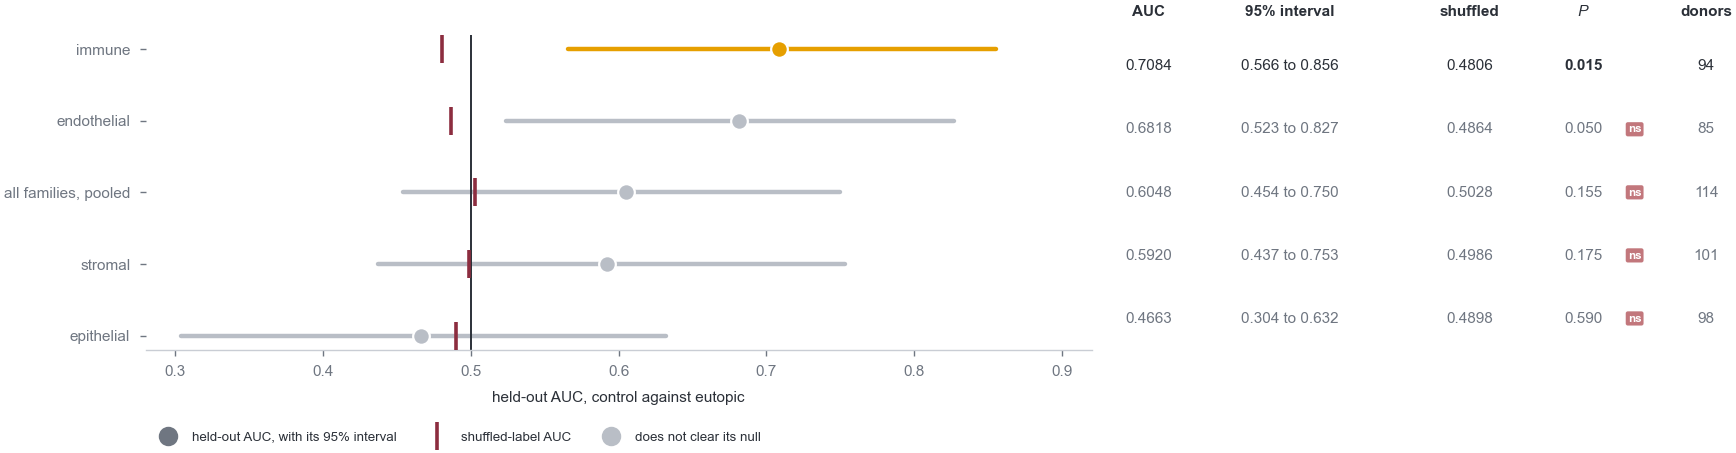 AUC 95% interval shuffled P donors
immune 0.7084 0.566 to 0.856 0.4806 0.015 94
endothelial 0.6818 0.523 to 0.827 0.4864 0.050 ns 85
all families, pooled 0.6048 0.454 to 0.750 0.5028 0.155 ns 114
stromal 0.5920 0.437 to 0.753 0.4986 0.175 ns 101
epithelial 0.4663 0.304 to 0.632 0.4898 0.590 ns 98
0.3 0.4 0.5 0.6 0.7 0.8 0.9
held-out AUC, control against eutopic
held-out AUC, with its 95% interval shuffled-label AUC does not clear its null